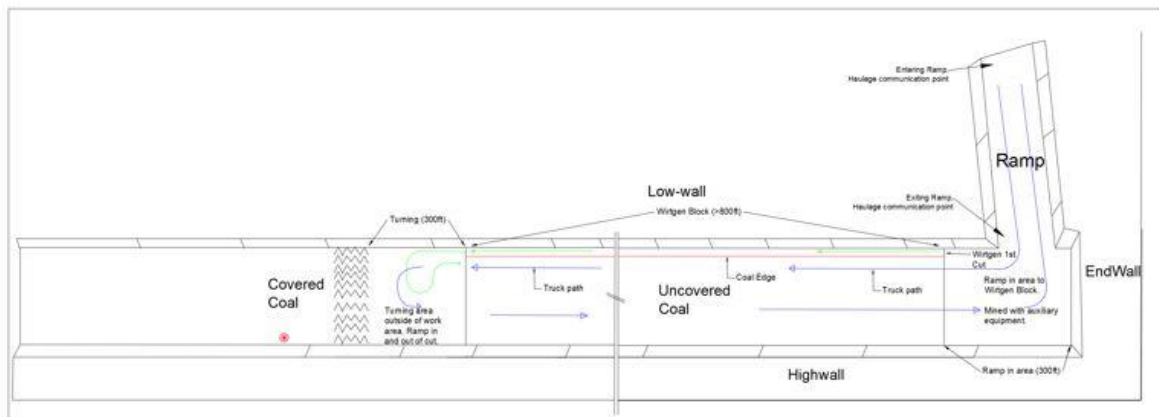 Entering Ramp.
Haulage communication point
Ramp
Low-wall
Exiting Ramp.
Haulage communication point
Turning (300ft)
Wirtgen Block (>800ft)
Wirtgen 1st
Cut
Coal Edge
EndWall
Covered
Coal
Truck path
Uncovered
Coal
Truck path
Ramp in area to
Wirtgen Block.
Turning area
outside of work
area. Ramp in
and out of cut.
Mined with auxiliary
equipment.
Highwall
Ramp in area (300ft)